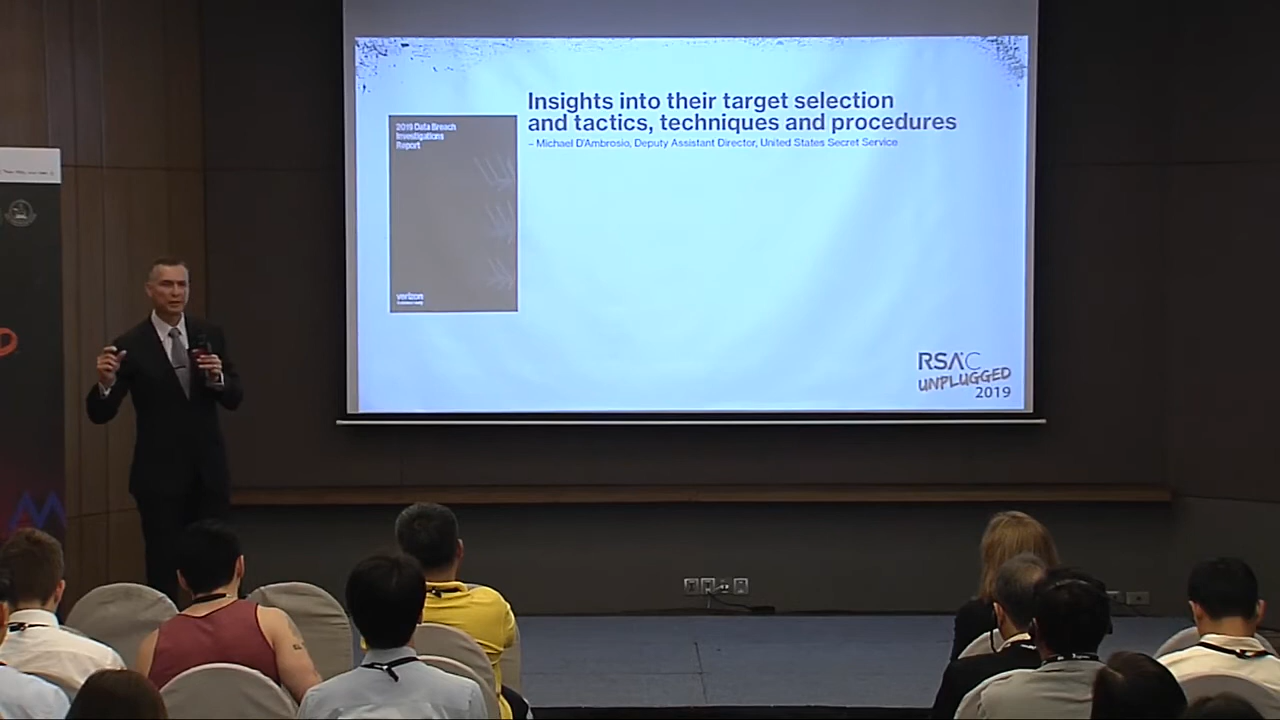 Insights into their target selection
and tactics, techniques and procedures
– Michael D'Ambrosio, Deputy Assistant Director, United States Secret Service
2019 Data Breach
Investigations
Report
verizon
RSAC
UNPLUGGED
2019